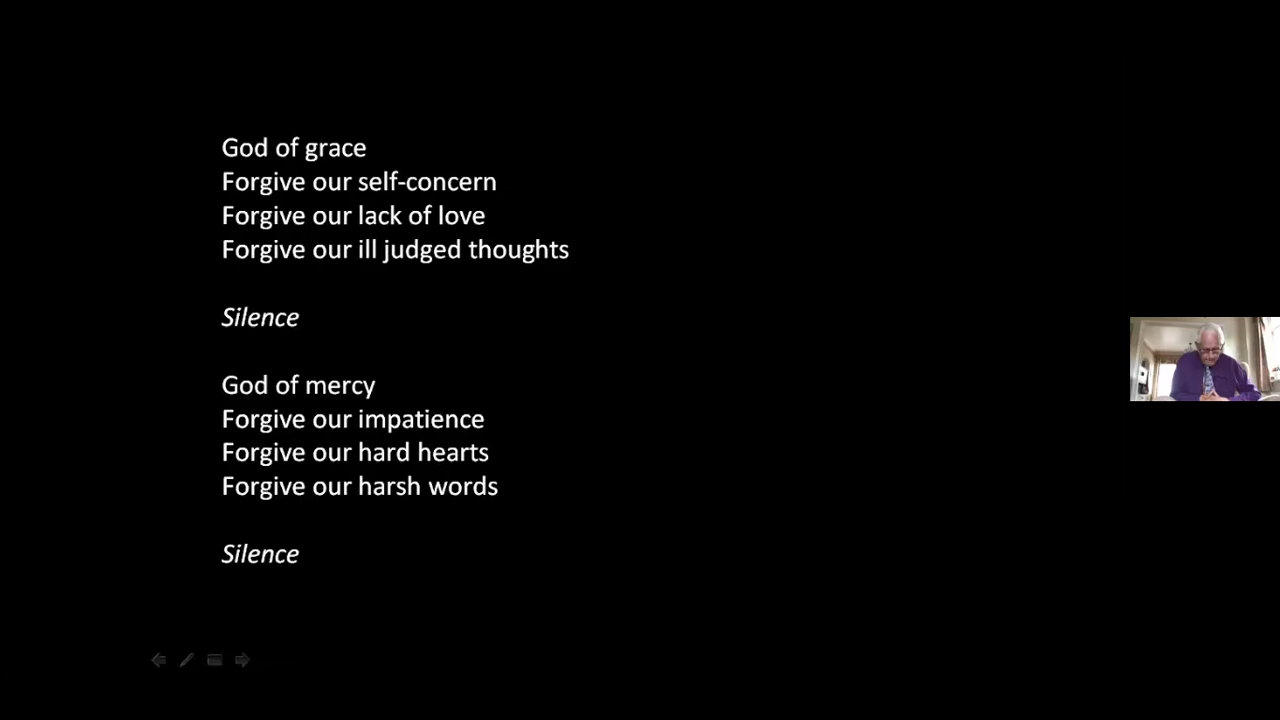 God of grace
Forgive our self-concern
Forgive our lack of love
Forgive our ill judged thoughts
Silence
God of mercy
Forgive our impatience
Forgive our hard hearts
Forgive our harsh words
Silence